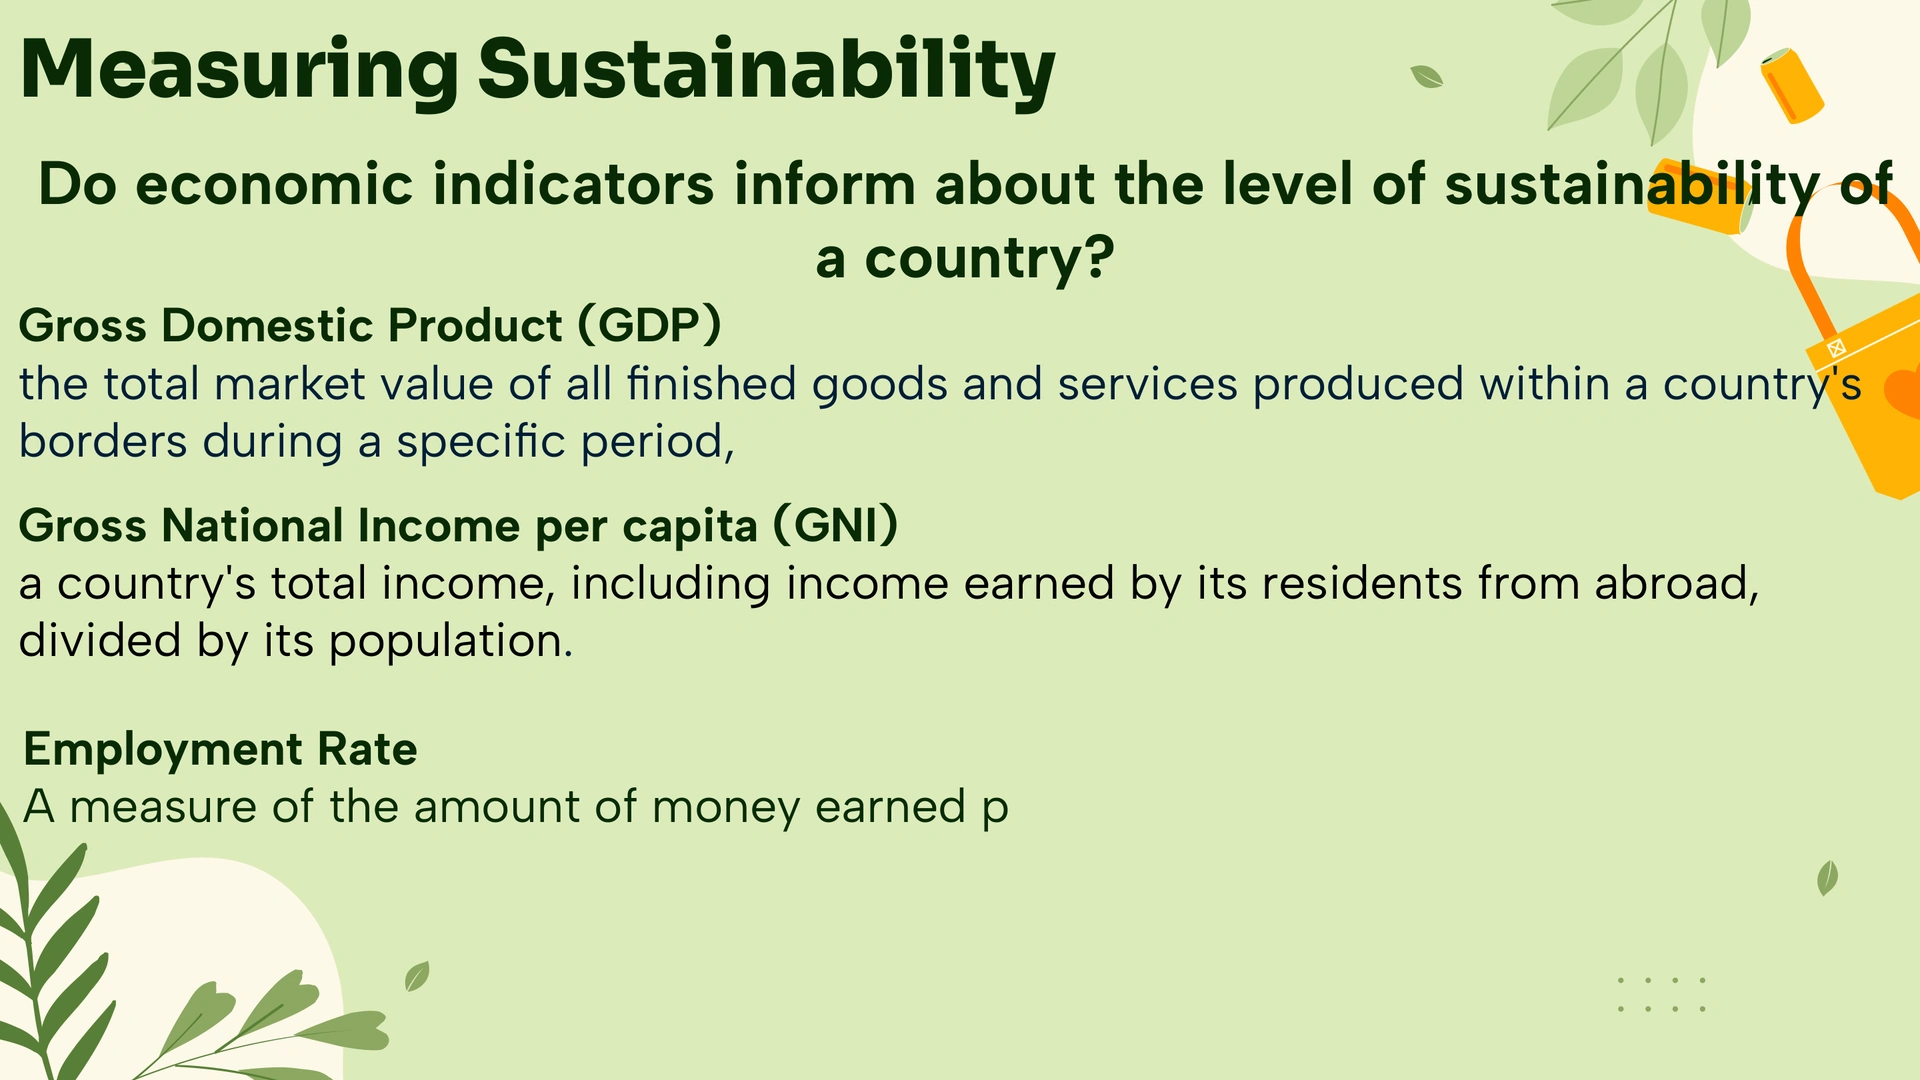 Measuring Sustainability
Do economic indicators inform about the level of sustainability of
a country?
Gross Domestic Product (GDP)
the total market value of all finished goods and services produced within a country's
borders during a specific period,
Gross National Income per capita (GNI)
a country's total income, including income earned by its residents from abroad,
divided by its population.
Employment Rate
A measure of the amount of money earned p